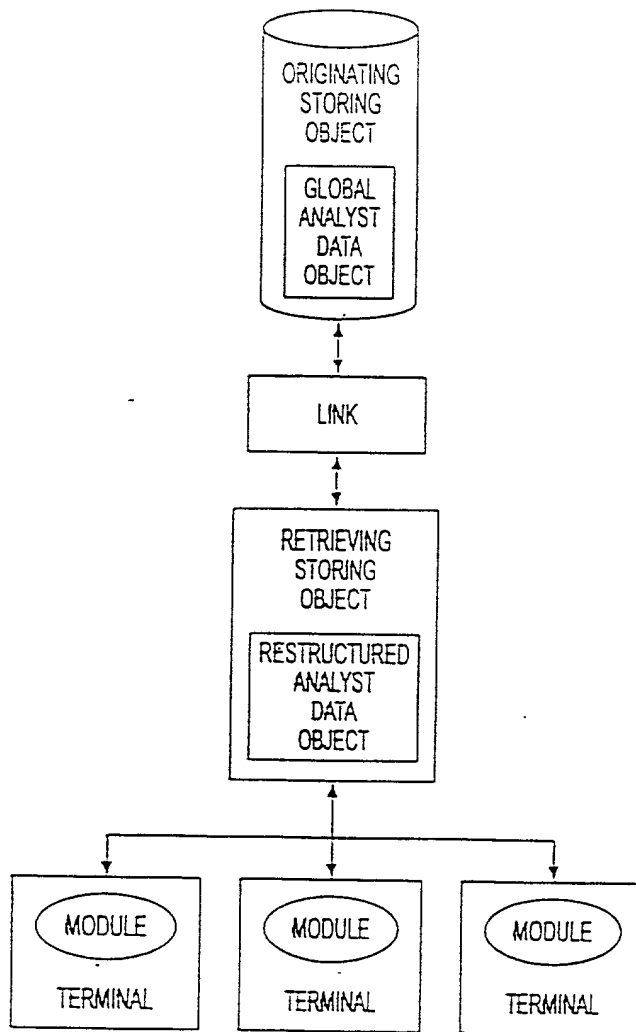 ORIGINATING
STORING
OBJECT
GLOBAL
ANALYST
DATA
OBJECT
LINK
RETRIEVING
STORING
OBJECT
RESTRUCTURED
ANALYST
DATA
OBJECT
MODULE
TERMINAL
MODULE
TERMINAL
MODULE
TERMINAL